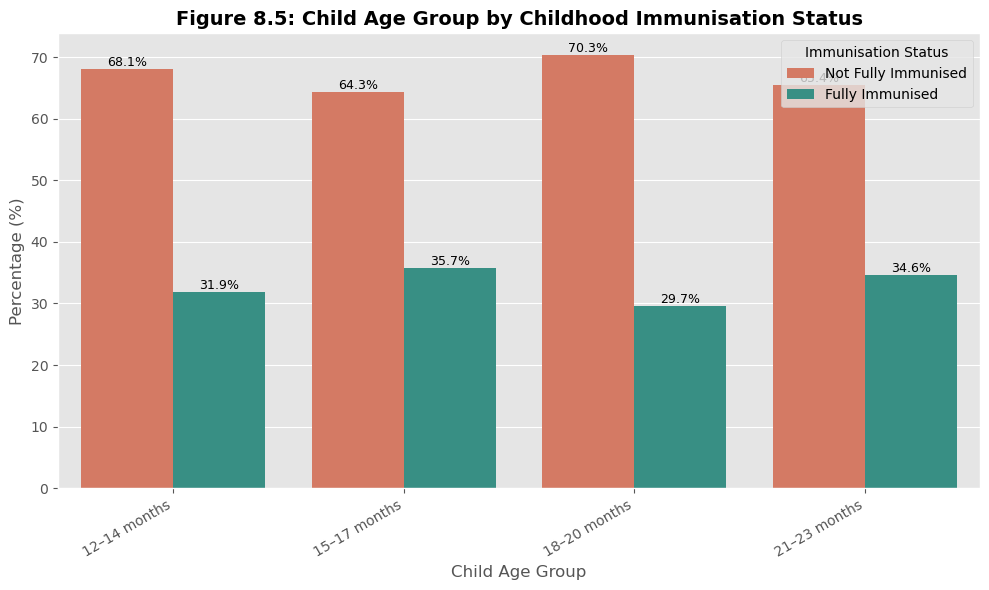 Figure 8.5: Child Age Group by Childhood Immunisation Status
Immunisation Status
Not Fully Immunised
Fully Immunised
Percentage (%)
70
60
50
40
30
20
10
0
68.1%
31.9%
64.3%
35.7%
70.3%
29.7%
65.4%
34.6%
12–14 months
15–17 months
18–20 months
21–23 months
Child Age Group